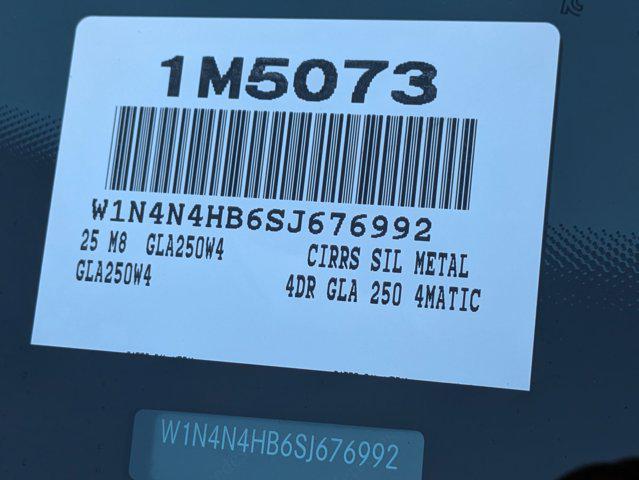 1M5073
W1N4N4HB6SJ676992
25 M8 GLA250W4 CIRRS SIL METAL
GLA250W4 4DR GLA 250 4MATIC
W1N4N4HB6SJ676992